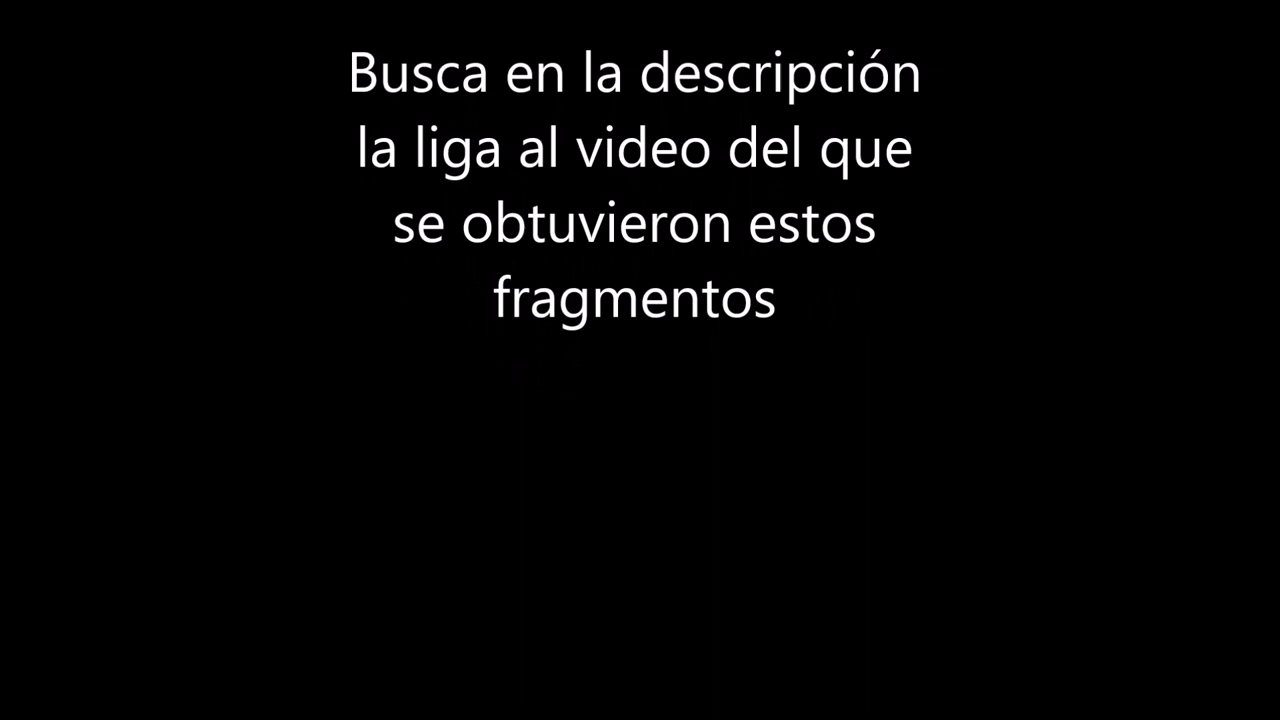 Busca en la descripción
la liga al video del que
se obtuvieron estos
fragmentos